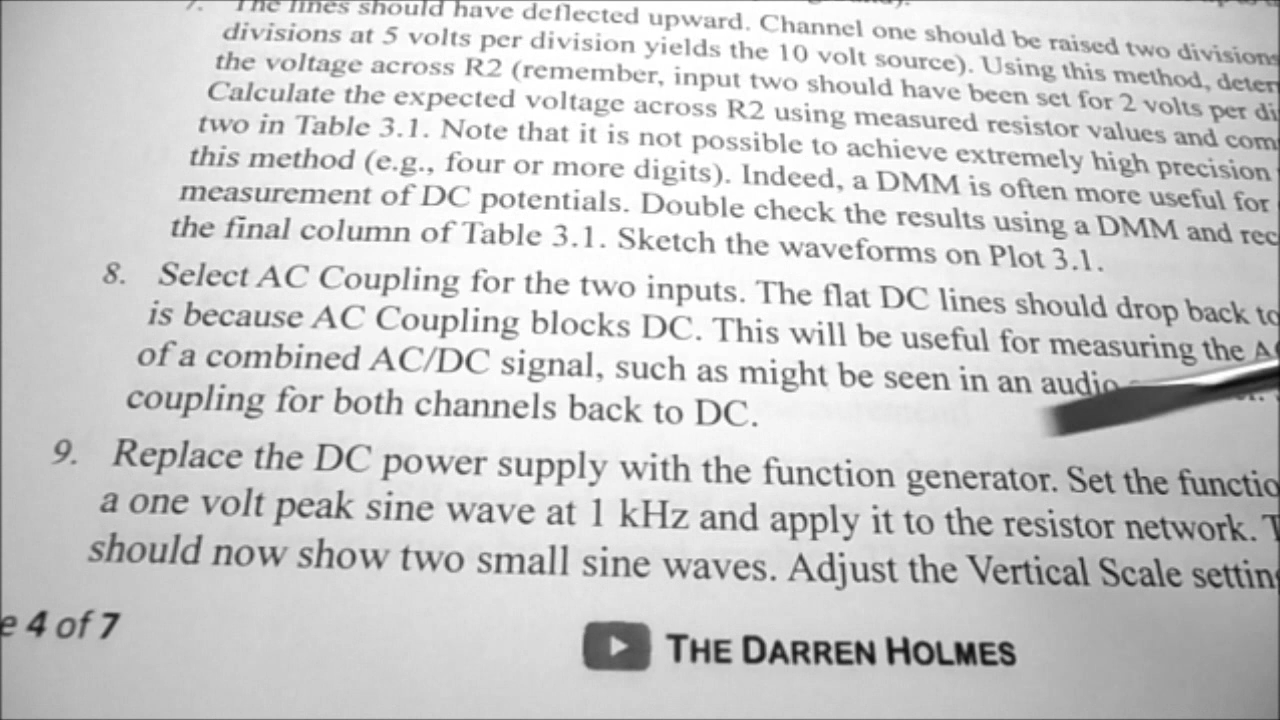 7. The lines should have deflected upward. Channel one should be raised two divisions
divisions at 5 volts per division yields the 10 volt source). Using this method, deter
the voltage across R2 (remember, input two should have been set for 2 volts per di
Calculate the expected voltage across R2 using measured resistor values and com
two in Table 3.1. Note that it is not possible to achieve extremely high precision
this method (e.g., four or more digits). Indeed, a DMM is often more useful for
measurement of DC potentials. Double check the results using a DMM and rec
the final column of Table 3.1. Sketch the waveforms on Plot 3.1.
8. Select AC Coupling for the two inputs. The flat DC lines should drop back to
is because AC Coupling blocks DC. This will be useful for measuring the AC
of a combined AC/DC signal, such as might be seen in an audio
coupling for both channels back to DC.
9. Replace the DC power supply with the function generator. Set the functio
a one volt peak sine wave at 1 kHz and apply it to the resistor network. T
should now show two small sine waves. Adjust the Vertical Scale setting
e 4 of 7
THE DARREN HOLMES